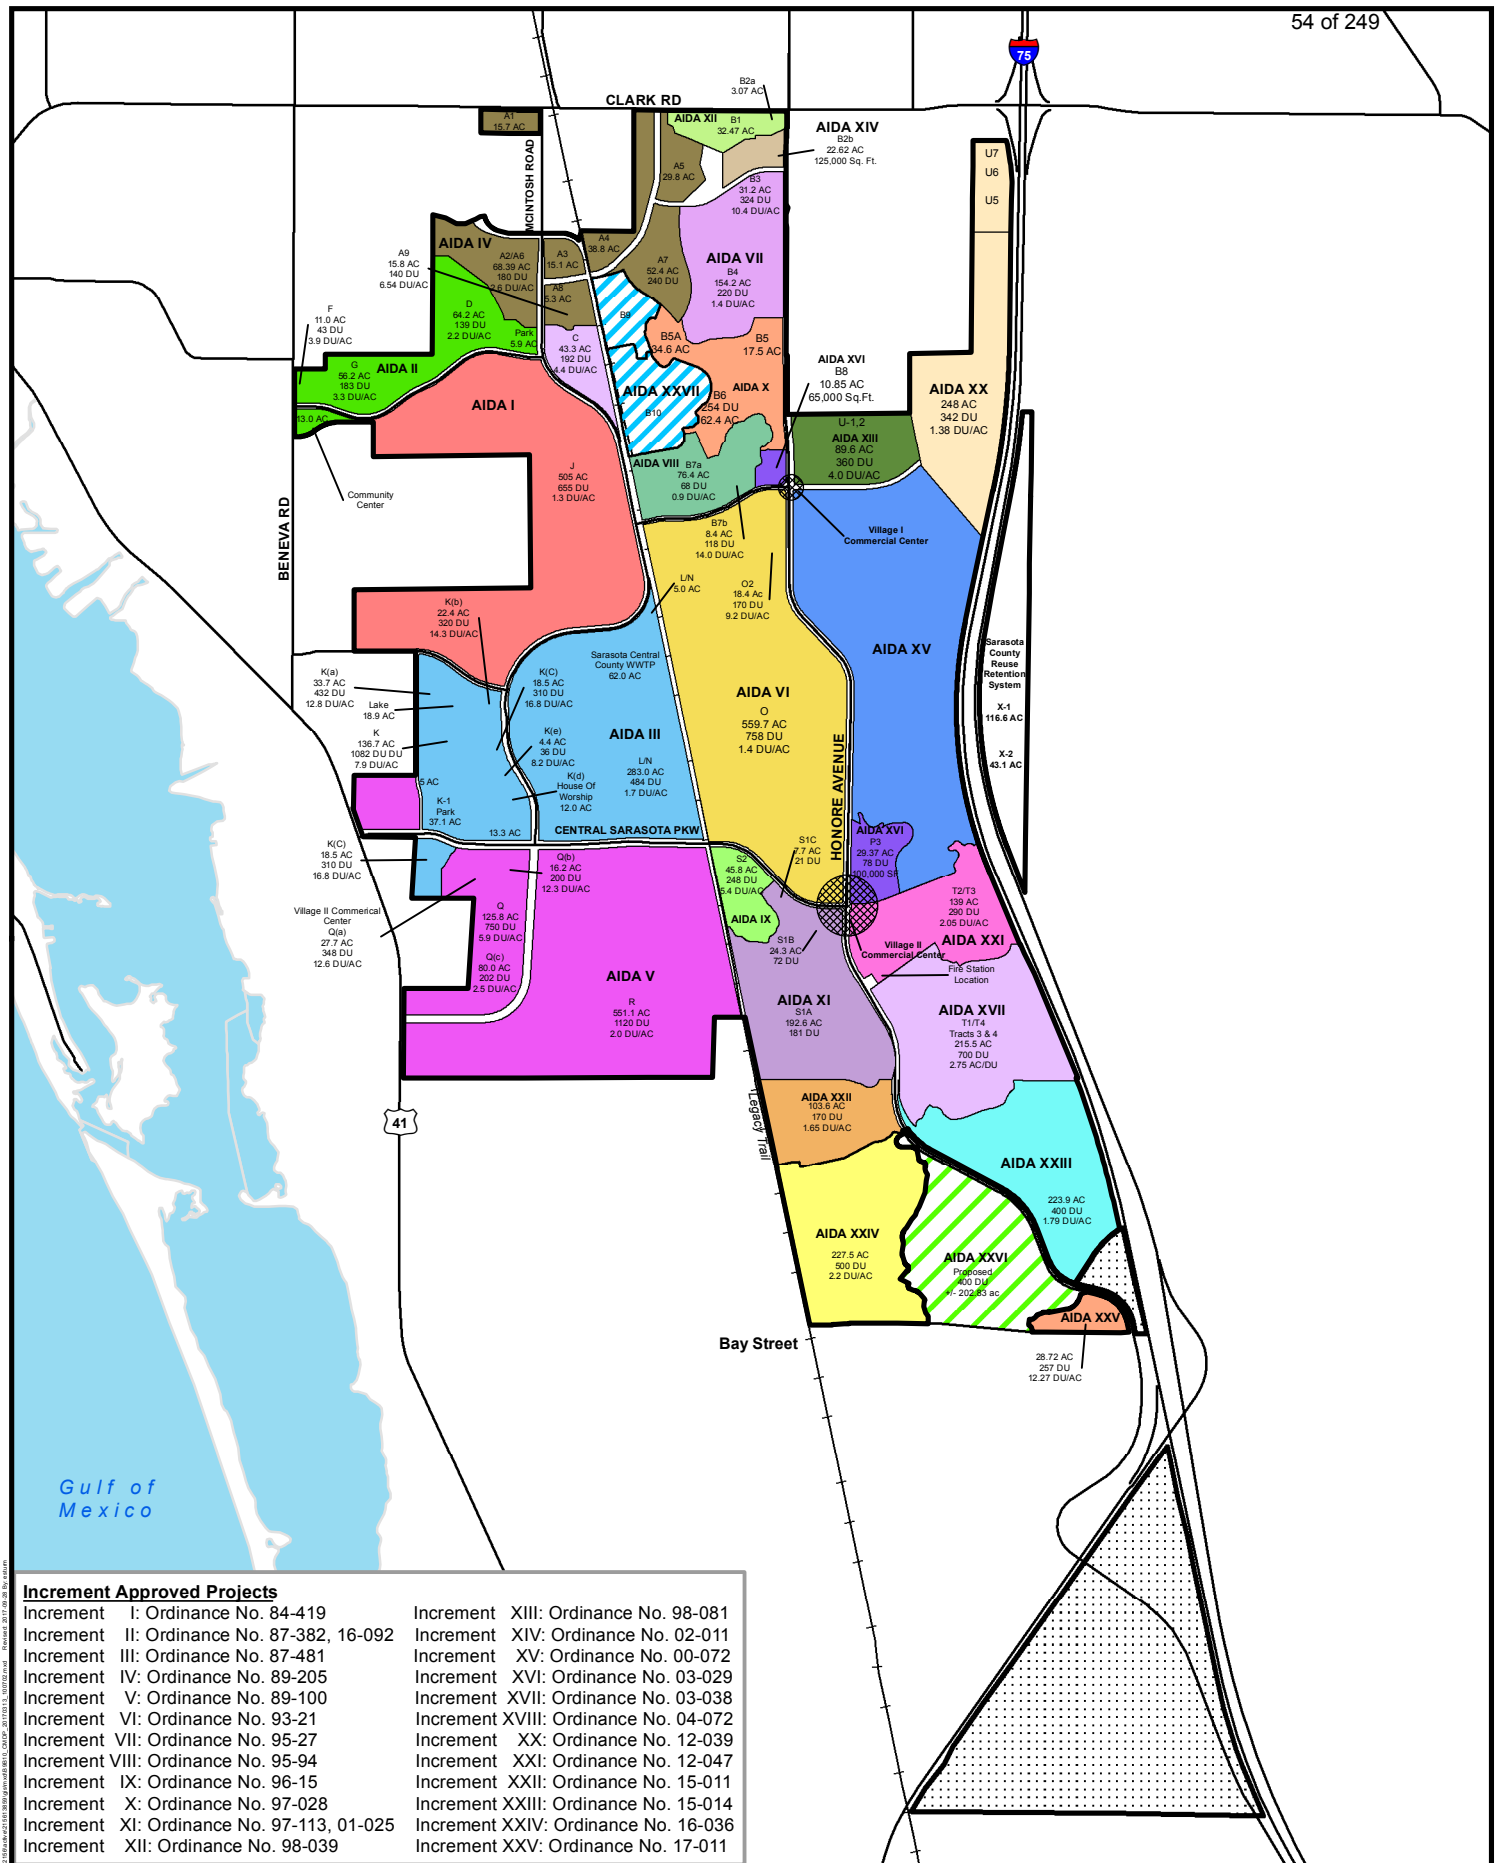 54 of 249
75
CLARK RD
B2a
3.07 AC
A1
15.7 AC
AIDA XII
B1
32.47 AC
AIDA XIV
B2b
22.62 AC
125,000 Sq. Ft.
MCINTOSH ROAD
A5
29.8 AC
B3
31.2 AC
324 DU
10.4 DU/AC
U7
U6
U5
AIDA IV
A9
15.8 AC
140 DU
6.54 DU/AC
A2/A6
68.39 AC
180 DU
2.6 DU/AC
A3
15.1 AC
A4
38.8 AC
A7
52.4 AC
240 DU
AIDA VII
B4
154.2 AC
220 DU
1.4 DU/AC
A8
5.3 AC
F
11.0 AC
43 DU
3.9 DU/AC
D
64.2 AC
139 DU
2.2 DU/AC
Park
5.9 AC
C
43.3 AC
192 DU
4.4 DU/AC
B9
B5A
34.6 AC
B5
17.5 AC
G
56.2 AC
183 DU
3.3 DU/AC
AIDA II
AIDA XVI
B8
10.85 AC
65,000 Sq.Ft.
AIDA XX
248 AC
342 DU
1.38 DU/AC
AIDA I
AIDA XXVII
B10
AIDA X
B6
254 DU
62.4 AC
13.0 AC
U-1,2
AIDA XIII
89.6 AC
360 DU
4.0 DU/AC
Community
Center
J
505 AC
655 DU
1.3 DU/AC
AIDA VIII
B7a
76.4 AC
68 DU
0.9 DU/AC
BENEVA RD
B7b
8.4 AC
118 DU
14.0 DU/AC
Village I
Commercial Center
L/N
5.0 AC
O2
18.4 Ac
170 DU
9.2 DU/AC
K(b)
22.4 AC
320 DU
14.3 DU/AC
AIDA XV
Sarasota
County
Reuse
Retention
System
X-1
116.6 AC
X-2
43.1 AC
K(a)
33.7 AC
432 DU
12.8 DU/AC
Lake
18.9 AC
K
136.7 AC
1082 DU DU
7.9 DU/AC
K(C)
18.5 AC
310 DU
16.8 DU/AC
Sarasota Central
County WWTP
62.0 AC
AIDA VI
O
559.7 AC
758 DU
1.4 DU/AC
K(e)
4.4 AC
36 DU
8.2 DU/AC
AIDA III
L/N
283.0 AC
484 DU
1.7 DU/AC
HONORE AVENUE
5 AC
K-1
Park
37.1 AC
K(d)
House Of
Worship
12.0 AC
13.3 AC
CENTRAL SARASOTA PKW
K(C)
18.5 AC
310 DU
16.8 DU/AC
S1C
7.7 AC
21 DU
AIDA XVI
P3
29.37 AC
78 DU
100,000 SF
Q(b)
16.2 AC
200 DU
12.3 DU/AC
S2
45.8 AC
248 DU
5.4 DU/AC
AIDA IX
T2/T3
139 AC
290 DU
2.05 DU/AC
AIDA XXI
Village II Commerical
Center
Q(a)
27.7 AC
348 DU
12.6 DU/AC
Q
125.8 AC
750 DU
5.9 DU/AC
Q(c)
80.0 AC
202 DU
2.5 DU/AC
S1B
24.3 AC
72 DU
Village II
Commercial Center
Fire Station
Location
AIDA V
R
551.1 AC
1120 DU
2.0 DU/AC
AIDA XI
S1A
192.6 AC
181 DU
AIDA XVII
T1/T4
Tracts 3 & 4
215.5 AC
700 DU
2.75 AC/DU
41
Legacy Trail
AIDA XXII
103.6 AC
170 DU
1.65 DU/AC
AIDA XXIII
223.9 AC
400 DU
1.79 DU/AC
AIDA XXIV
227.5 AC
500 DU
2.2 DU/AC
AIDA XXVI
Proposed
400 DU
+/- 202.83 ac
AIDA XXV
28.72 AC
257 DU
12.27 DU/AC
Bay Street
Gulf of
Mexico
Increment Approved Projects
Increment I: Ordinance No. 84-419
Increment II: Ordinance No. 87-382, 16-092
Increment III: Ordinance No. 87-481
Increment IV: Ordinance No. 89-205
Increment V: Ordinance No. 89-100
Increment VI: Ordinance No. 93-21
Increment VII: Ordinance No. 95-27
Increment VIII: Ordinance No. 95-94
Increment IX: Ordinance No. 96-15
Increment X: Ordinance No. 97-028
Increment XI: Ordinance No. 97-113, 01-025
Increment XII: Ordinance No. 98-039
Increment XIII: Ordinance No. 98-081
Increment XIV: Ordinance No. 02-011
Increment XV: Ordinance No. 00-072
Increment XVI: Ordinance No. 03-029
Increment XVII: Ordinance No. 03-038
Increment XVIII: Ordinance No. 04-072
Increment XX: Ordinance No. 12-039
Increment XXI: Ordinance No. 12-047
Increment XXII: Ordinance No. 15-011
Increment XXIII: Ordinance No. 15-014
Increment XXIV: Ordinance No. 16-036
Increment XXV: Ordinance No. 17-011